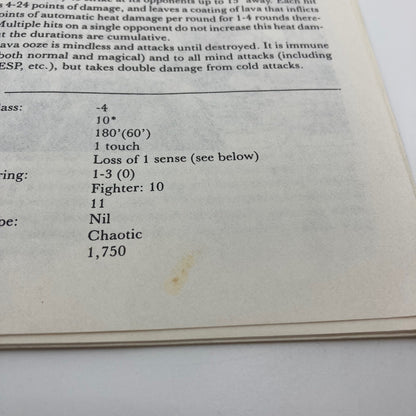 s 4-24 points of damage, and leaves a coating of lava that inflicts
points of automatic heat damage per round for 1-4 rounds there-
Multiple hits on a single opponent do not increase this heat dam-
t the durations are cumulative.
ava ooze is mindless and attacks until destroyed. It is immune
both normal and magical) and to all mind attacks (including
ESP, etc.), but takes double damage from cold attacks.
lass: -4
10*
180'(60')
1 touch
Loss of 1 sense (see below)
ring: 1-3 (0)
Fighter: 10
11
pe: Nil
Chaotic
1,750